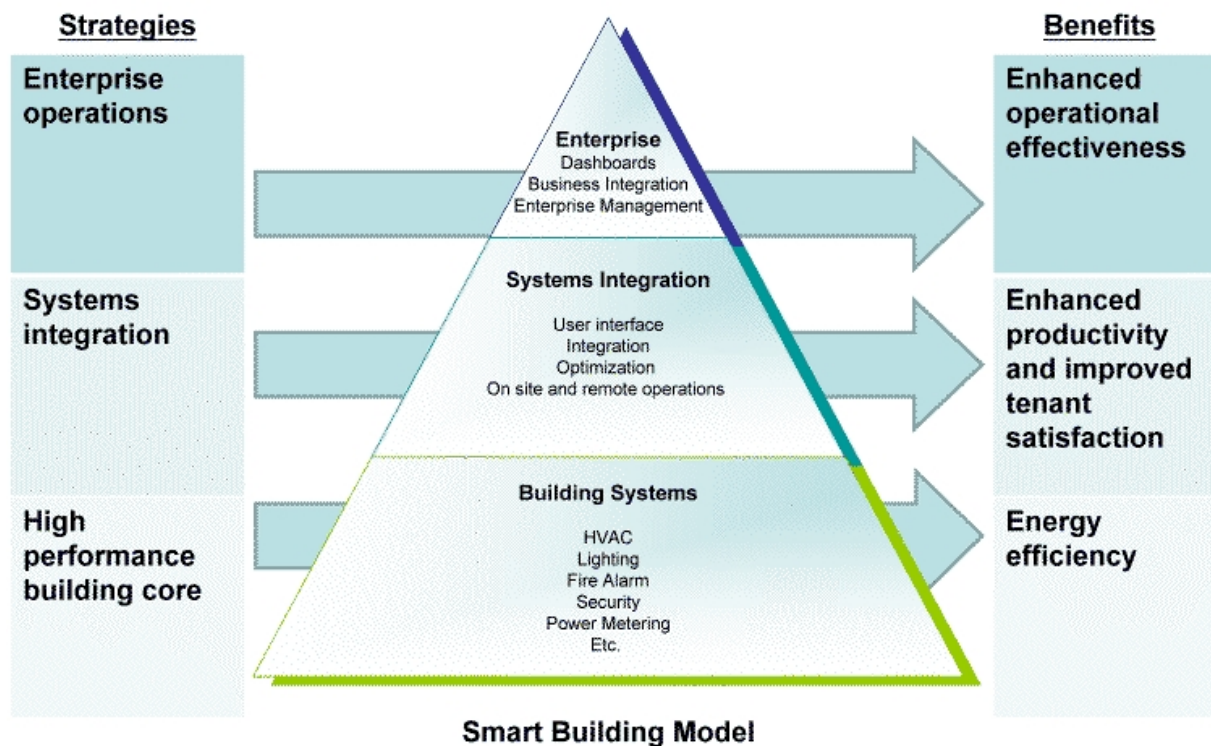 Strategies
Enterprise
operations
Systems
integration
High
performance
building core
Enterprise
Dashboards
Business Integration
Enterprise Management
Systems Integration
User interface
Integration
Optimization
On site and remote operations
Building Systems
HVAC
Lighting
Fire Alarm
Security
Power Metering
Etc.
Benefits
Enhanced
operational
effectiveness
Enhanced
productivity
and improved
tenant
satisfaction
Energy
efficiency
Smart Building Model